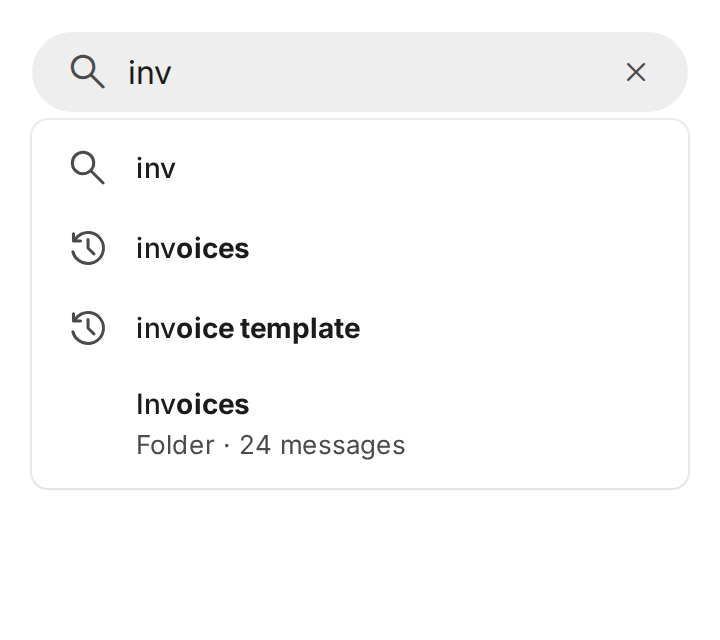 inv
inv
invoices
invoice template
Invoices
Folder · 24 messages